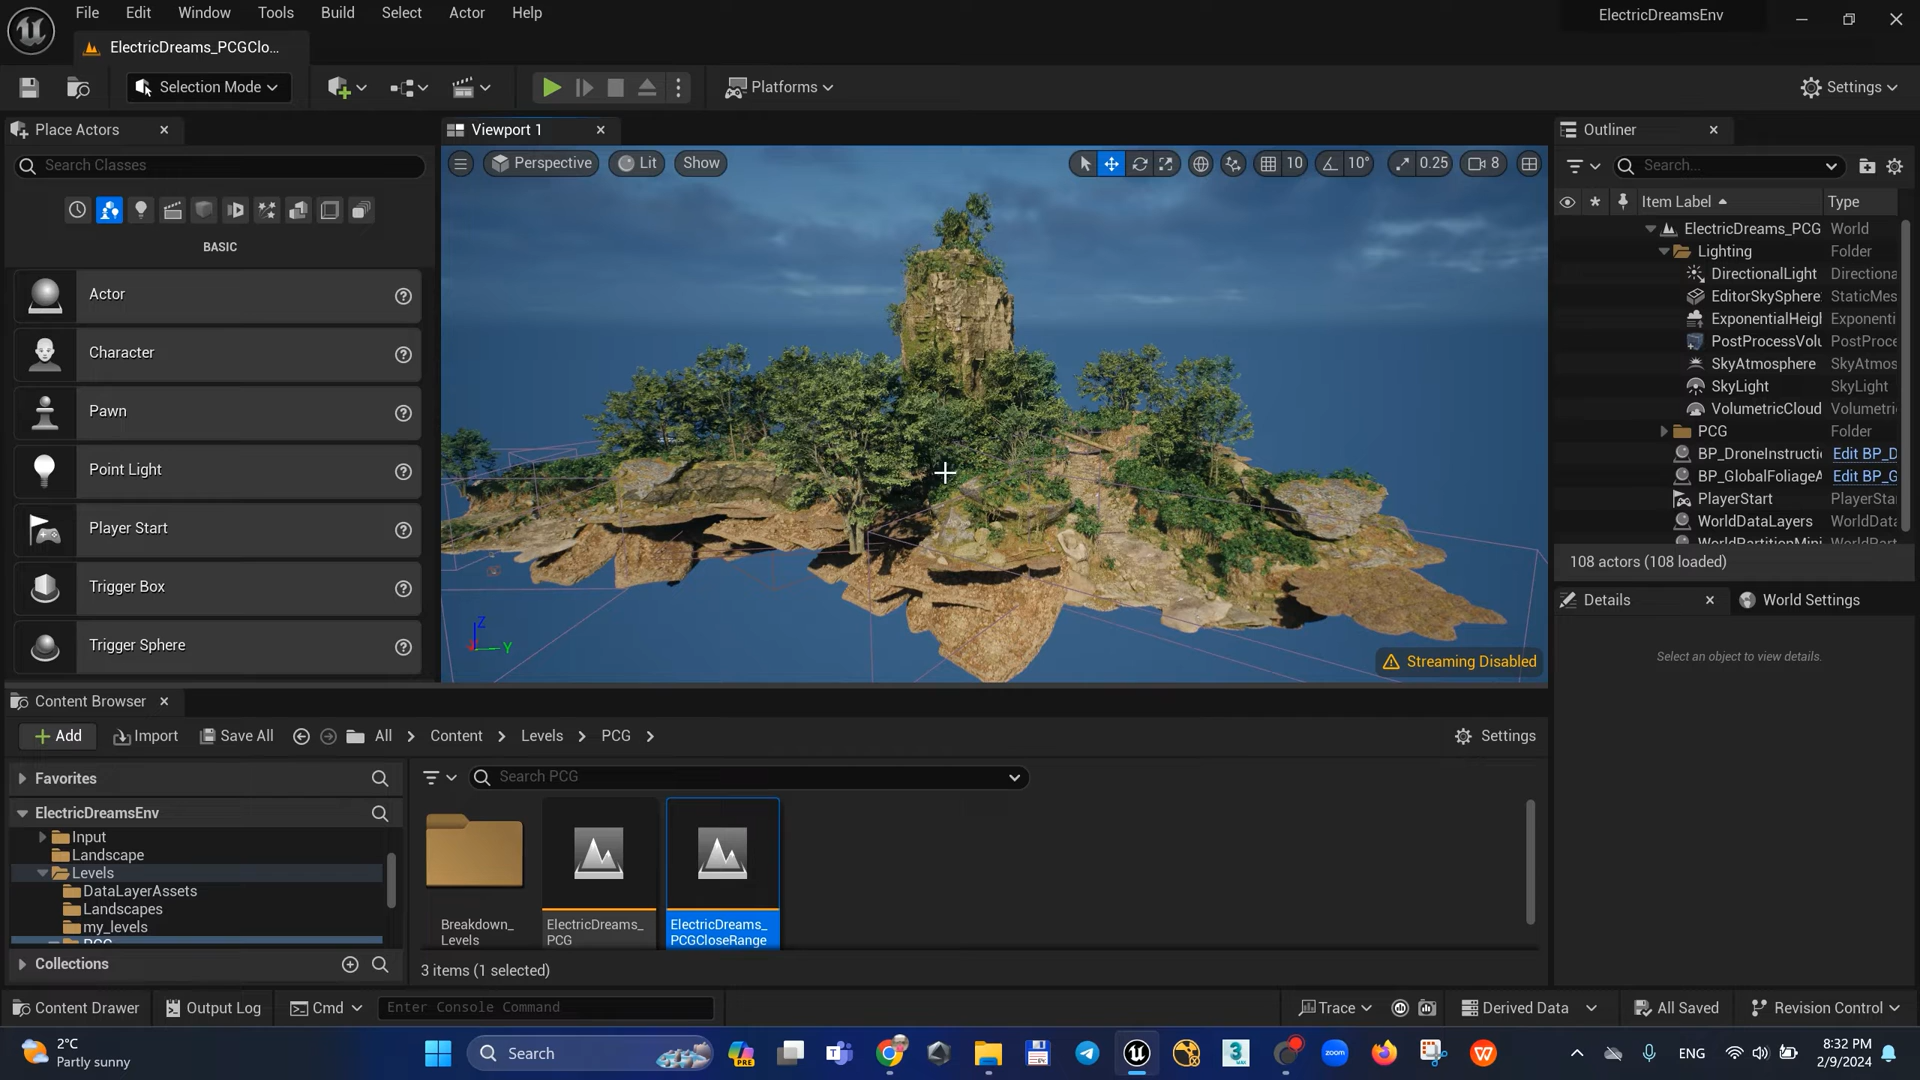 File Edit Window Tools Build Select Actor Help
ElectricDreamsEnv
ElectricDreams_PCGClo...
Selection Mode
Platforms
Settings
Place Actors
Search Classes
BASIC
Actor
Character
Pawn
Point Light
Player Start
Trigger Box
Trigger Sphere
Viewport 1
Perspective
Lit
Show
10
10°
0.25
8
Z
Y
Streaming Disabled
Outliner
Search...
Item Label
Type
ElectricDreams_PCG World
Lighting Folder
DirectionalLight Directiona
EditorSkySphere StaticMes
ExponentialHeigl Exponenti
PostProcessVolu PostProce
SkyAtmosphere SkyAtmos
SkyLight SkyLight
VolumetricCloud Volumetri
PCG Folder
BP_DroneInstructi Edit BP_D
BP_GlobalFoliageA Edit BP_G
PlayerStart PlayerSta
WorldDataLayers WorldData
WorldPartitionMini WorldPart
108 actors (108 loaded)
Details
World Settings
Select an object to view details.
Content Browser
Add
Import
Save All
All
Content
Levels
PCG
Settings
Favorites
Search PCG
ElectricDreamsEnv
Input
Landscape
Levels
DataLayerAssets
Landscapes
my_levels
PCG
Collections
Breakdown_
Levels
ElectricDreams_
PCG
ElectricDreams_
PCGCloseRange
3 items (1 selected)
Content Drawer
Output Log
Cmd
Enter Console Command
Trace
Derived Data
All Saved
Revision Control
2°C
Partly sunny
Search
PRE
zoom
ENG
8:32 PM
2/9/2024